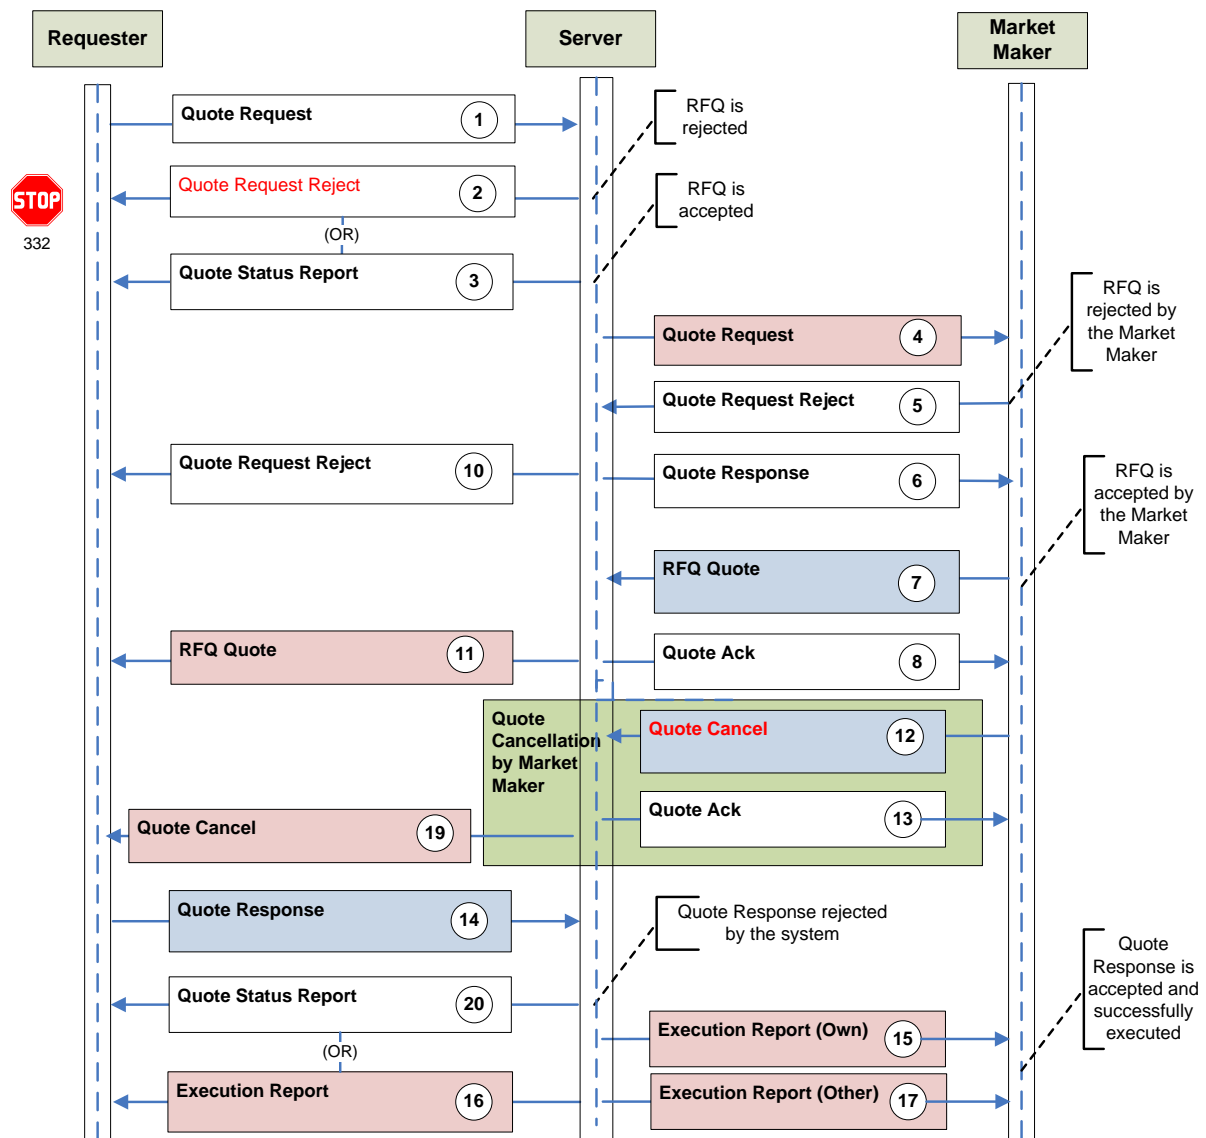 Requester
Server
Market
Maker
Quote Request
1
RFQ is
rejected
STOP
332
Quote Request Reject
2
(OR)
RFQ is
accepted
Quote Status Report
3
RFQ is
rejected by
the Market
Maker
Quote Request
4
Quote Request Reject
5
Quote Request Reject
10
Quote Response
6
RFQ is
accepted by
the Market
Maker
RFQ Quote
7
RFQ Quote
11
Quote Ack
8
Quote
Cancellation
by Market
Maker
Quote Cancel
12
Quote Ack
13
Quote Cancel
19
Quote Response
14
Quote Response rejected
by the system
Quote Status Report
20
Quote
Response is
accepted and
successfully
executed
Execution Report (Own)
15
(OR)
Execution Report
16
Execution Report (Other)
17